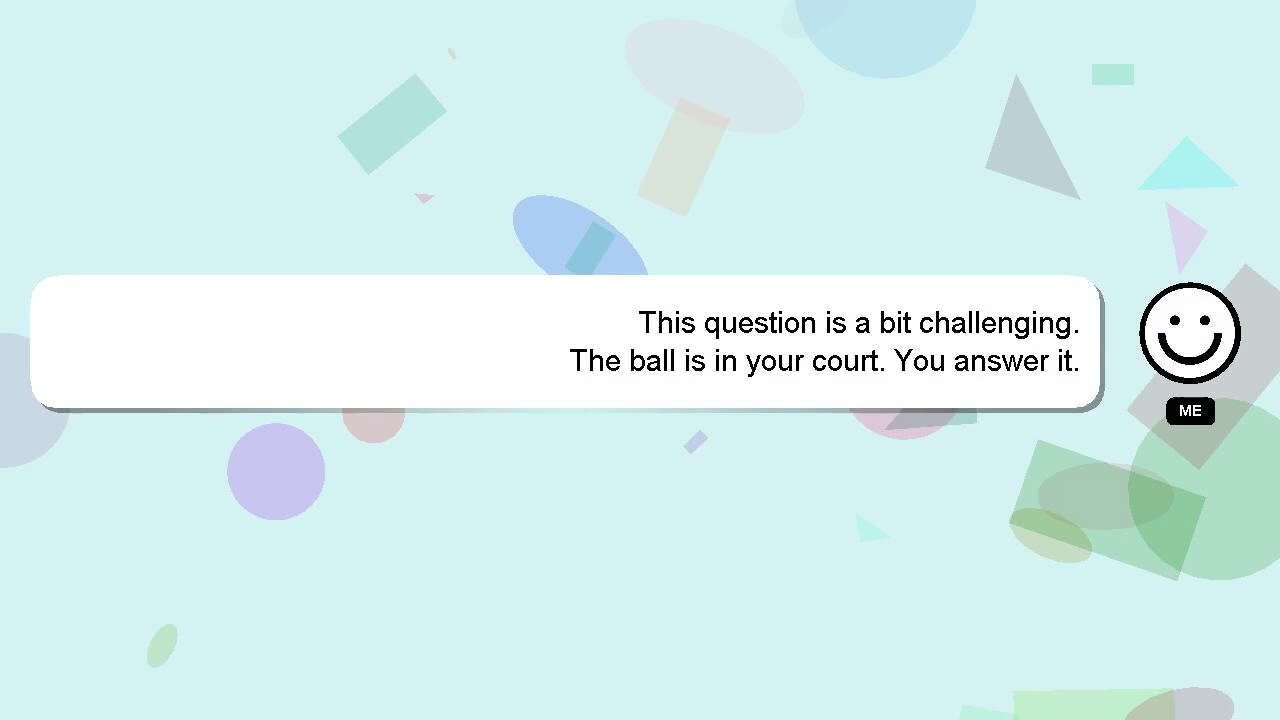 This question is a bit challenging.
The ball is in your court. You answer it.
ME